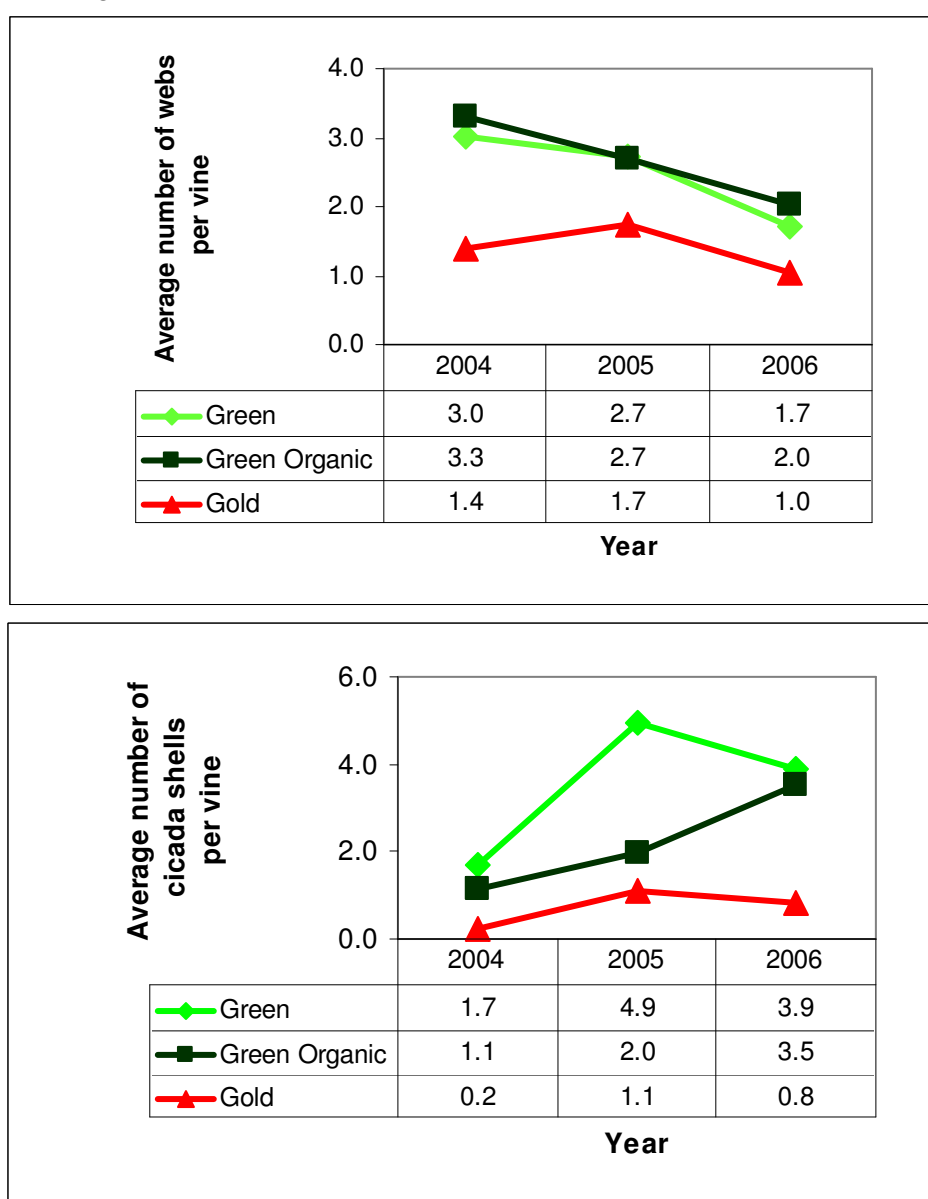 Average number of webs
per vine
4.0
3.0
2.0
1.0
0.0
2004 2005 2006
Green 3.0 2.7 1.7
Green Organic 3.3 2.7 2.0
Gold 1.4 1.7 1.0
Year
Average number of
cicada shells
per vine
6.0
4.0
2.0
0.0
2004 2005 2006
Green 1.7 4.9 3.9
Green Organic 1.1 2.0 3.5
Gold 0.2 1.1 0.8
Year